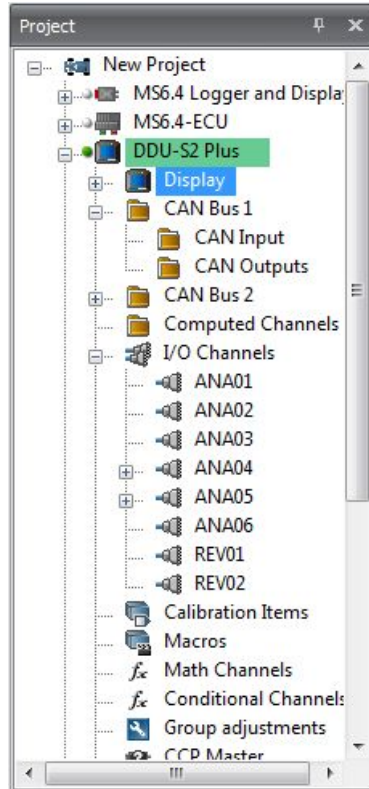 Project
New Project
MS6.4 Logger and Displa
MS6.4-ECU
DDU-S2 Plus
Display
CAN Bus 1
CAN Input
CAN Outputs
CAN Bus 2
Computed Channels
I/O Channels
ANA01
ANA02
ANA03
ANA04
ANA05
ANA06
REV01
REV02
Calibration Items
Macros
Math Channels
Conditional Channels
Group adjustments
CCP Master